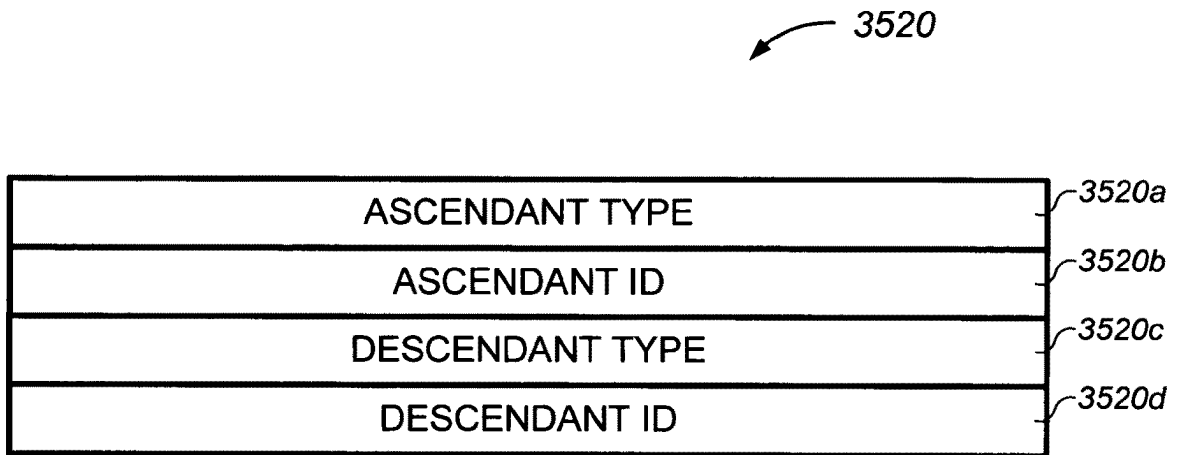 3520
ASCENDANT TYPE 3520a
ASCENDANT ID 3520b
DESCENDANT TYPE 3520c
DESCENDANT ID 3520d